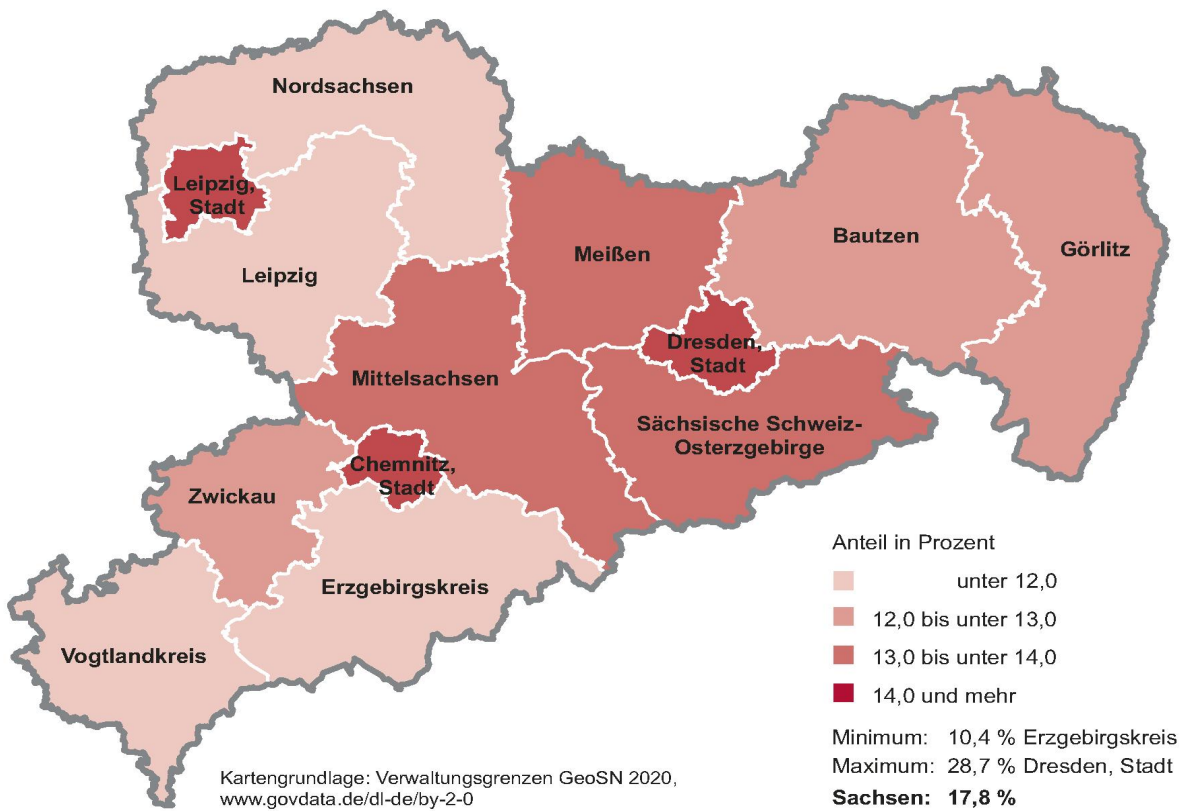 Nordsachsen
Leipzig,
Stadt
Leipzig
Meißen
Bautzen
Görlitz
Dresden,
Stadt
Mittelsachsen
Sächsische Schweiz-
Osterzgebirge
Chemnitz,
Stadt
Zwickau
Erzgebirgskreis
Vogtlandkreis
Anteil in Prozent
unter 12,0
12,0 bis unter 13,0
13,0 bis unter 14,0
14,0 und mehr
Minimum: 10,4 % Erzgebirgskreis
Maximum: 28,7 % Dresden, Stadt
Sachsen: 17,8 %
Kartengrundlage: Verwaltungsgrenzen GeoSN 2020,
www.govdata.de/dl-de/by-2-0